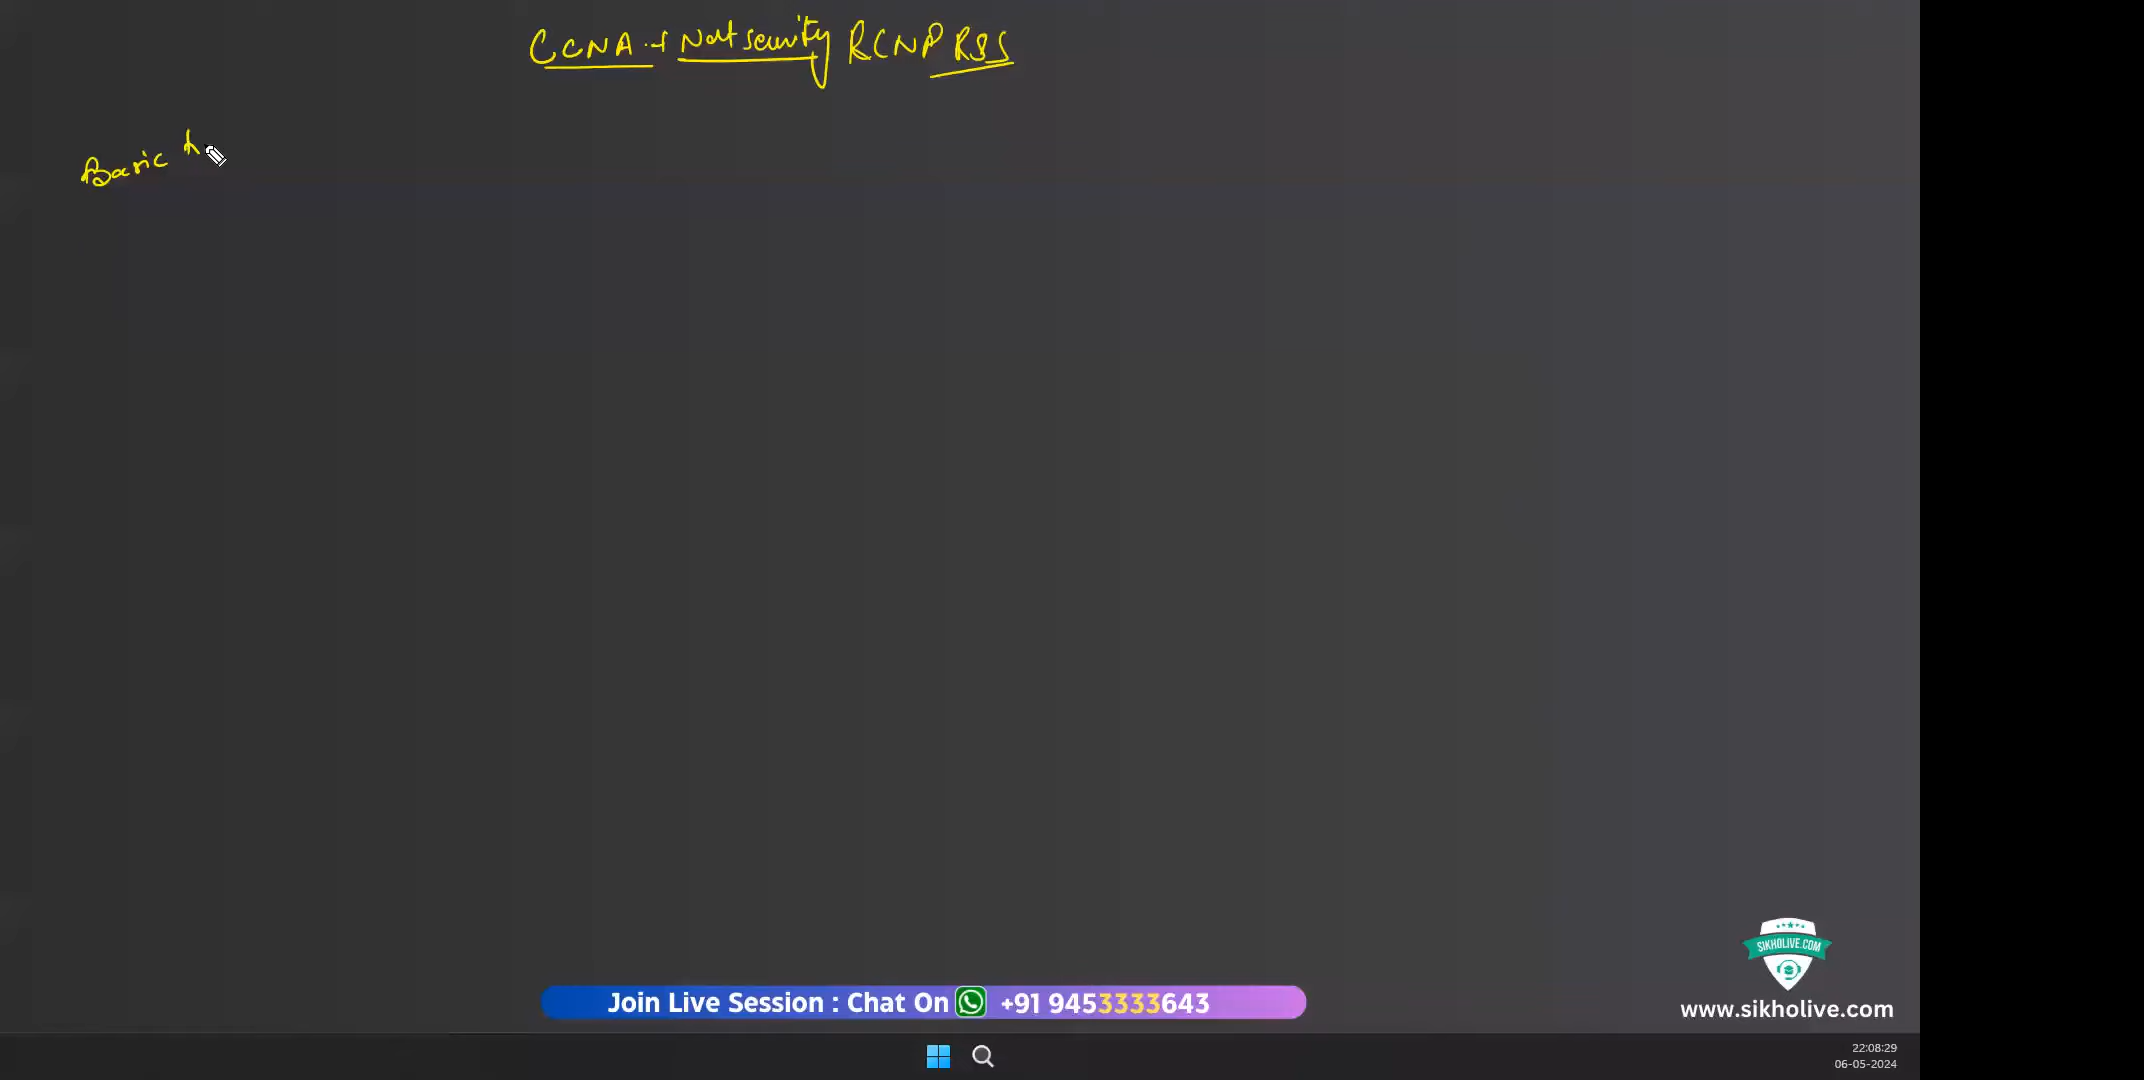 CCNA + Net security RCNP R&S
Basic
SIKHOLIVE.COM
Join Live Session : Chat On +91 9453333643
www.sikholive.com
22:08:29
06-05-2024